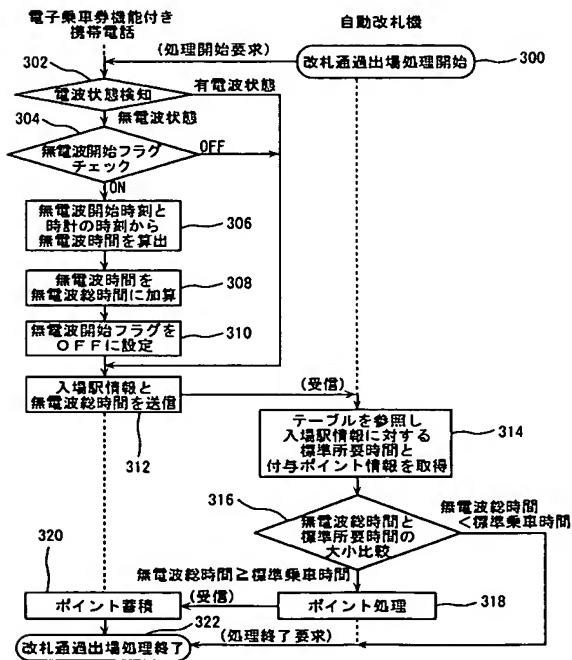 電子乗車券機能付き
携帯電話
自動改札機
302
(処理開始要求)
改札通過出場処理開始
300
電波状態検知
有電波状態
304
無電波状態
無電波開始フラグ
チェック
OFF
ON
無電波開始時刻と
時計の時刻から
無電波時間を算出
306
無電波時間を
無電波総時間に加算
308
無電波開始フラグを
OFFに設定
310
入場駅情報と
無電波総時間を送信
(受信)
312
テーブルを参照し
入場駅情報に対する
標準所要時間と
付与ポイント情報を取得
314
316
無電波総時間と
標準所要時間の
大小比較
無電波総時間
<標準乗車時間
無電波総時間≧標準乗車時間
320
(受信)
ポイント蓄積
ポイント処理
318
322
改札通過出場処理終了
(処理終了要求)